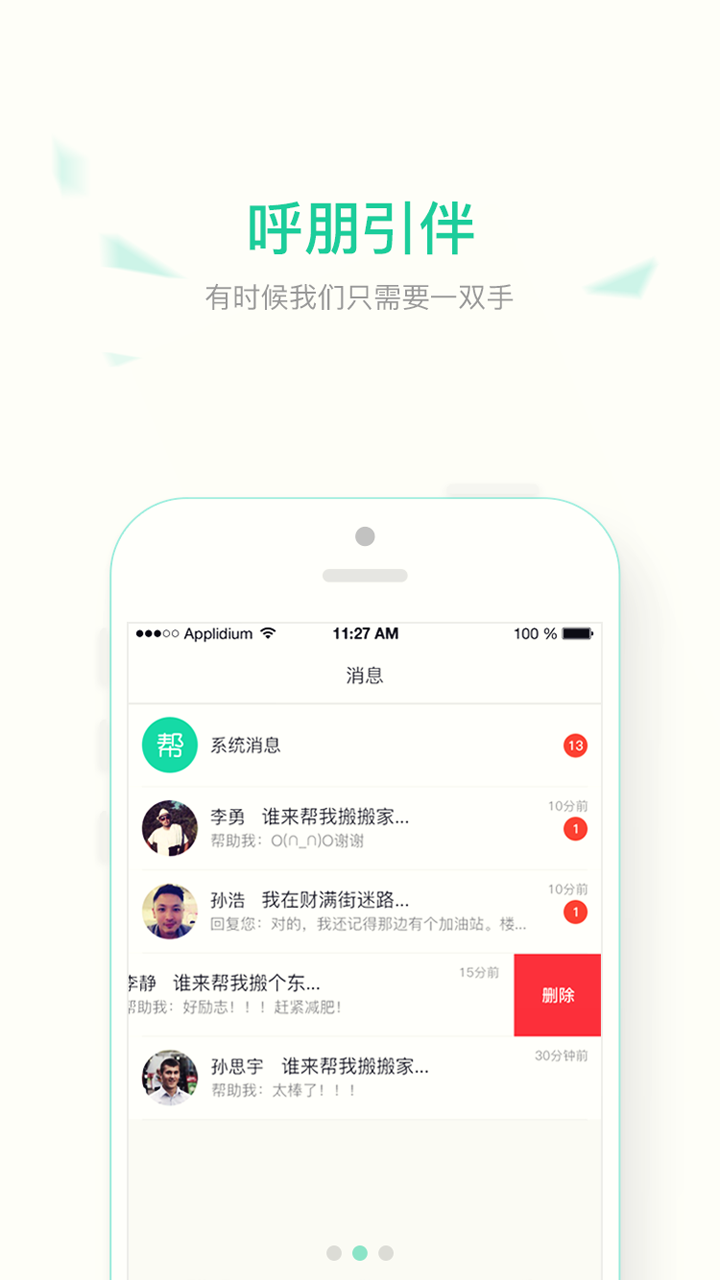 呼朋引伴
有时候我们只需要一双手
Applidium 11:27 AM 100 %
消息
帮 系统消息 13
李勇 谁来帮我搬搬家... 10分前
帮助我：O(∩_∩)O谢谢 1
孙浩 我在财满街迷路... 10分前
回复您：对的，我还记得那边有个加油站。楼... 1
李静 谁来帮我搬个东... 15分前 删除
帮助我：好励志！！！赶紧减肥！
孙思宇 谁来帮我搬搬家... 30分钟前
帮助我：太棒了！！！